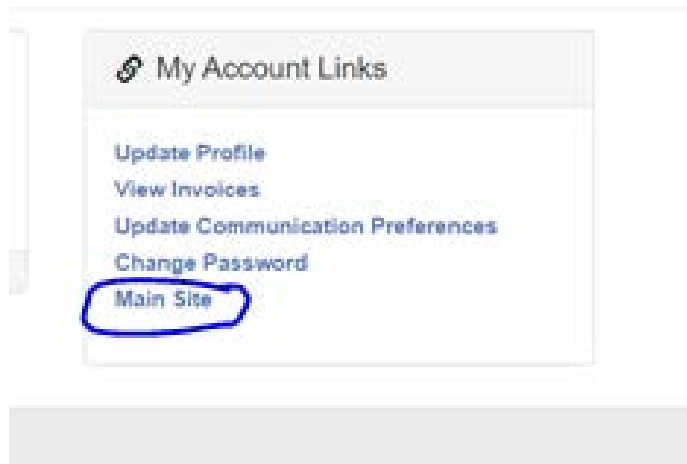 My Account Links
Update Profile
View Invoices
Update Communication Preferences
Change Password
Main Site